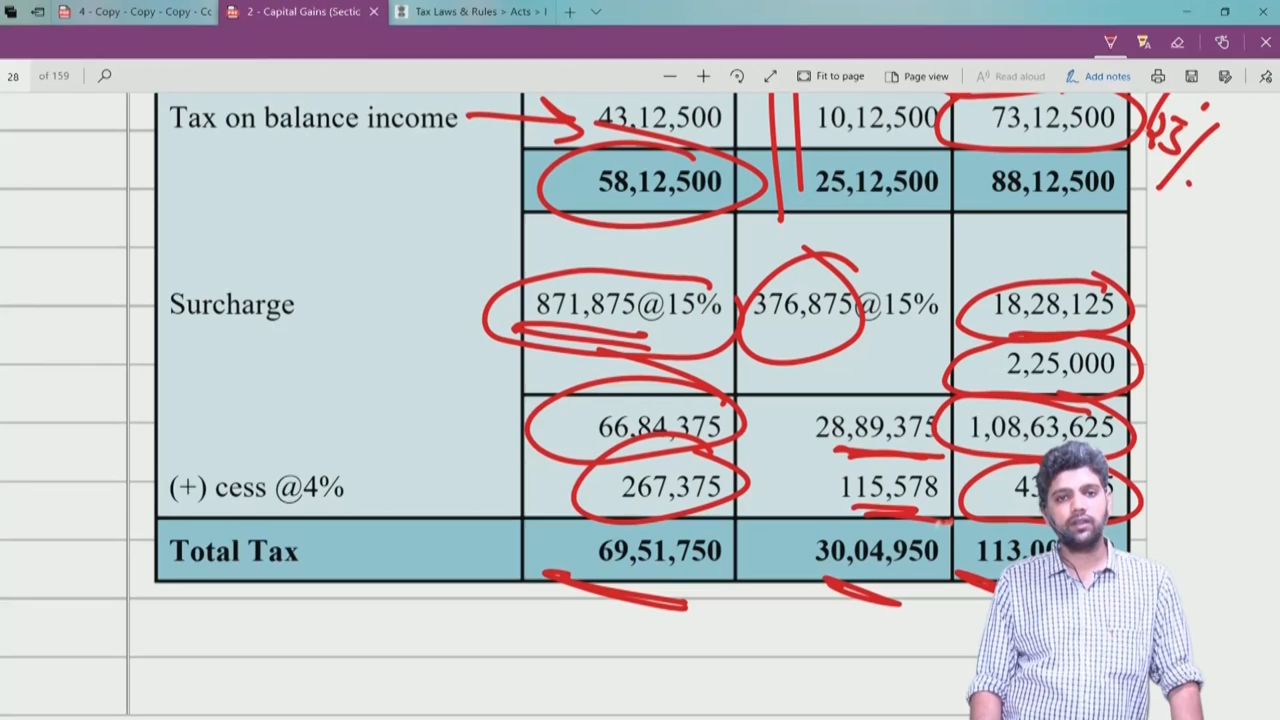 4 - Copy - Copy - Copy - Cc
2 - Capital Gains (Sectic
Tax Laws & Rules > Acts > I
28 of 159
Fit to page
Page view
Read aloud
Add notes
Tax on balance income 43,12,500 10,12,500 73,12,500
43%
58,12,500 25,12,500 88,12,500
Surcharge 871,875@15% 376,875@15% 18,28,125
2,25,000
66,84,375 28,89,375 1,08,63,625
(+) cess @4% 267,375 115,578
Total Tax 69,51,750 30,04,950